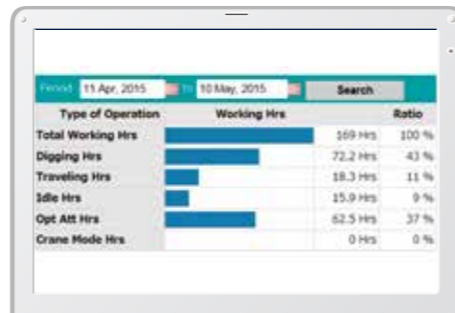 Period 11 Apr, 2015 to 10 May, 2015 Search
Type of Operation Working Hrs Ratio
Total Working Hrs 169 Hrs 100 %
Digging Hrs 72.2 Hrs 43 %
Traveling Hrs 18.3 Hrs 11 %
Idle Hrs 15.9 Hrs 9 %
Opt Att Hrs 62.5 Hrs 37 %
Crane Mode Hrs 0 Hrs 0 %